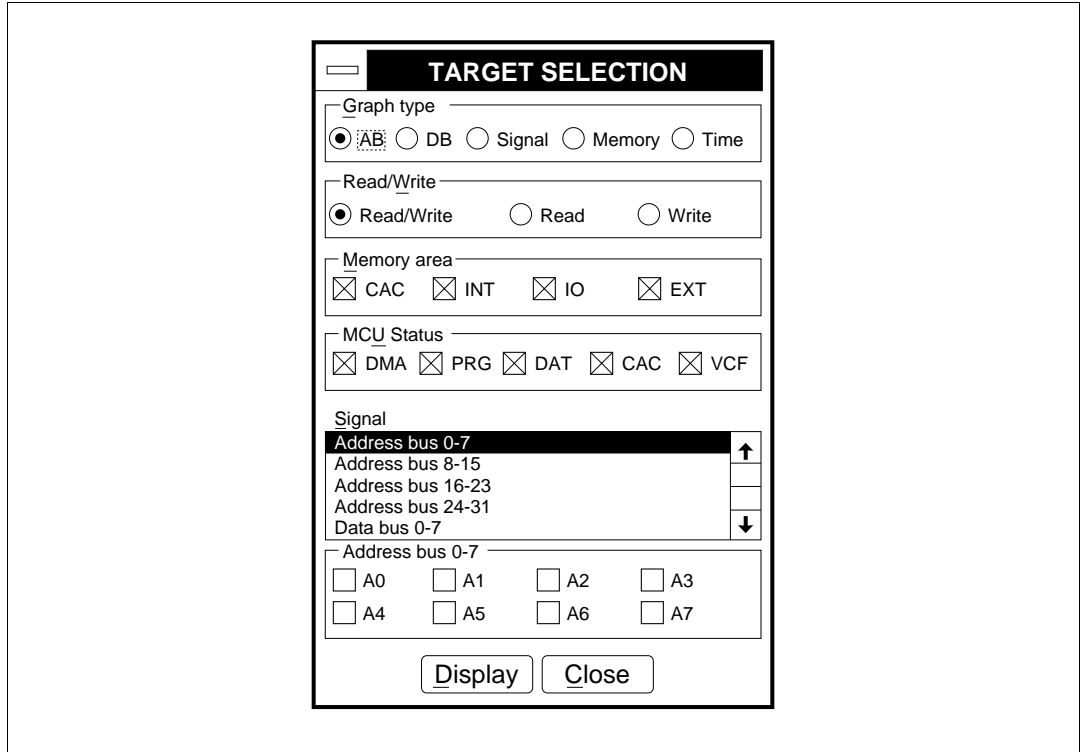 TARGET SELECTION
Graph type
AB DB Signal Memory Time
Read/Write
Read/Write Read Write
Memory area
CAC INT IO EXT
MCU Status
DMA PRG DAT CAC VCF
Signal
Address bus 0-7
Address bus 8-15
Address bus 16-23
Address bus 24-31
Data bus 0-7
Address bus 0-7
A0 A1 A2 A3
A4 A5 A6 A7
Display Close